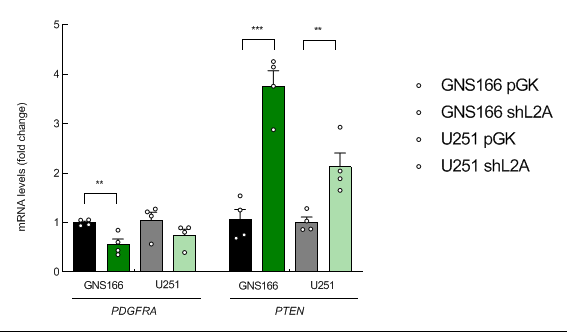 5
4
3
2
1
0
mRNA levels (fold change)
**
***
**
GNS166 U251 GNS166 U251
PDGFRA PTEN
GNS166 pGK
GNS166 shL2A
U251 pGK
U251 shL2A